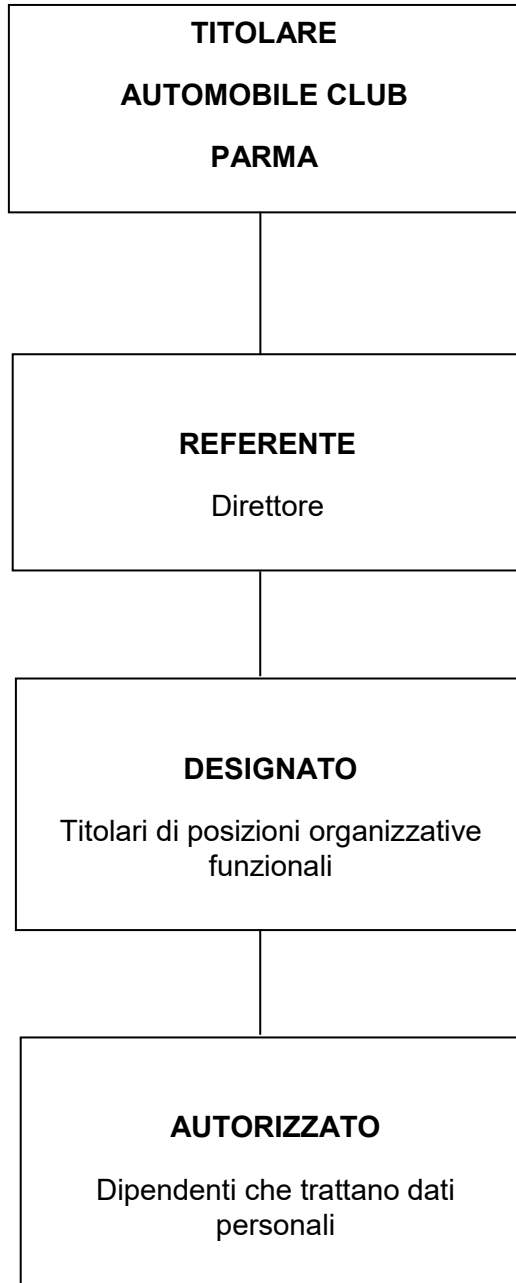 TITOLARE
AUTOMOBILE CLUB
PARMA
REFERENTE
Direttore
DESIGNATO
Titolari di posizioni organizzative
funzionali
AUTORIZZATO
Dipendenti che trattano dati
personali